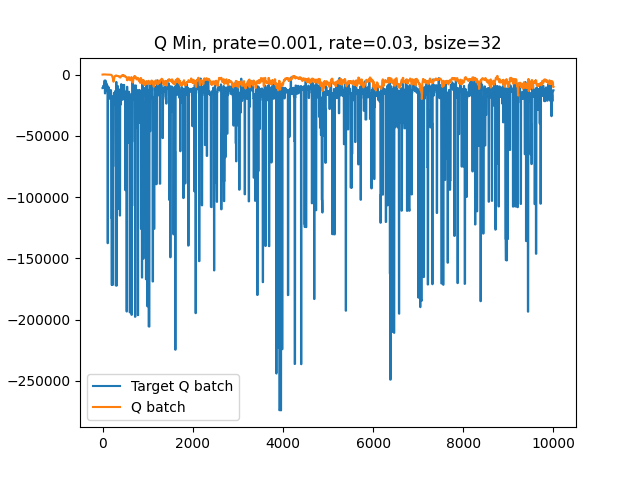 Q Min, prate=0.001, rate=0.03, bsize=32
0
−50000
−100000
−150000
−200000
−250000
Target Q batch
Q batch
0 2000 4000 6000 8000 10000